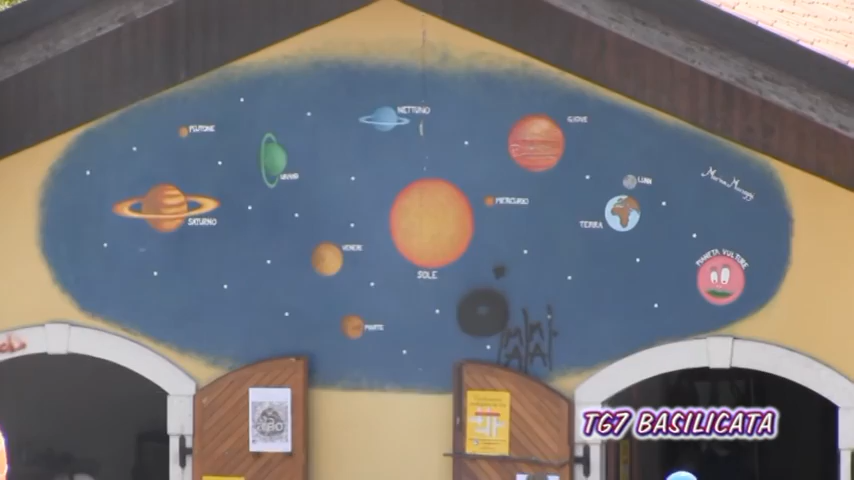 NETTUNO
GIOVE
PLUTONE
URANO
LUNA
MERCURIO
SATURNO
TERRA
VENERE
PIANETA VULTURE
SOLE
MARTE
TG7 BASILICATA